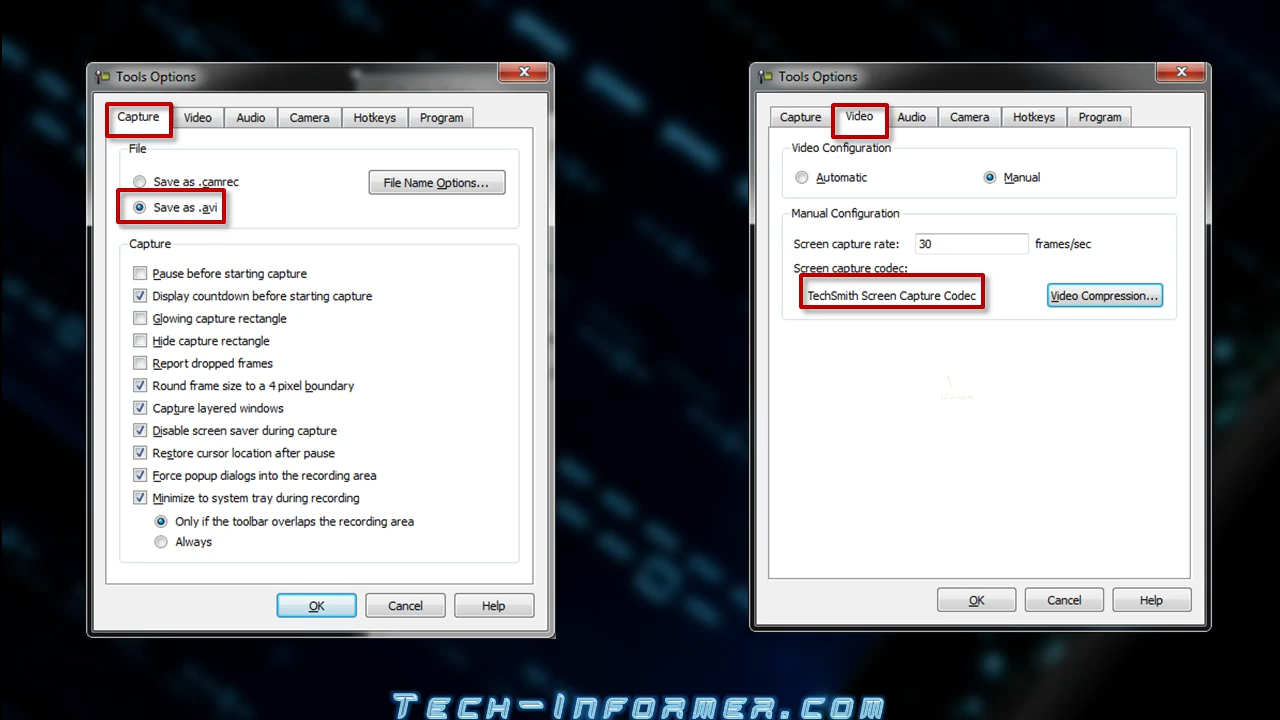 Tools Options
Capture Video Audio Camera Hotkeys Program
File
Save as .camrec
File Name Options...
Save as .avi
Capture
Pause before starting capture
Display countdown before starting capture
Glowing capture rectangle
Hide capture rectangle
Report dropped frames
Round frame size to a 4 pixel boundary
Capture layered windows
Disable screen saver during capture
Restore cursor location after pause
Force popup dialogs into the recording area
Minimize to system tray during recording
Only if the toolbar overlaps the recording area
Always
OK Cancel Help
Tools Options
Capture Video Audio Camera Hotkeys Program
Video Configuration
Automatic Manual
Manual Configuration
Screen capture rate: 30 frames/sec
Screen capture codec:
TechSmith Screen Capture Codec Video Compression...
OK Cancel Help
Tech-Informer.com